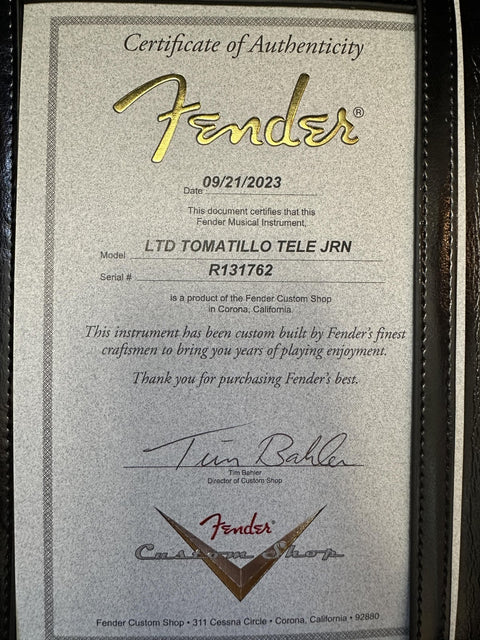 Certificate of Authenticity
Fender®
Date 09/21/2023
This document certifies that this
Fender Musical Instrument,
Model LTD TOMATILLO TELE JRN
Serial # R131762
is a product of the Fender Custom Shop
in Corona, California.
This instrument has been custom built by Fender's finest
craftsmen to bring you years of playing enjoyment.
Thank you for purchasing Fender's best.
Tim Bahler
Tim Bahler
Director of Custom Shop
Fender®
Custom Shop
Fender Custom Shop • 311 Cessna Circle • Corona, California • 92880